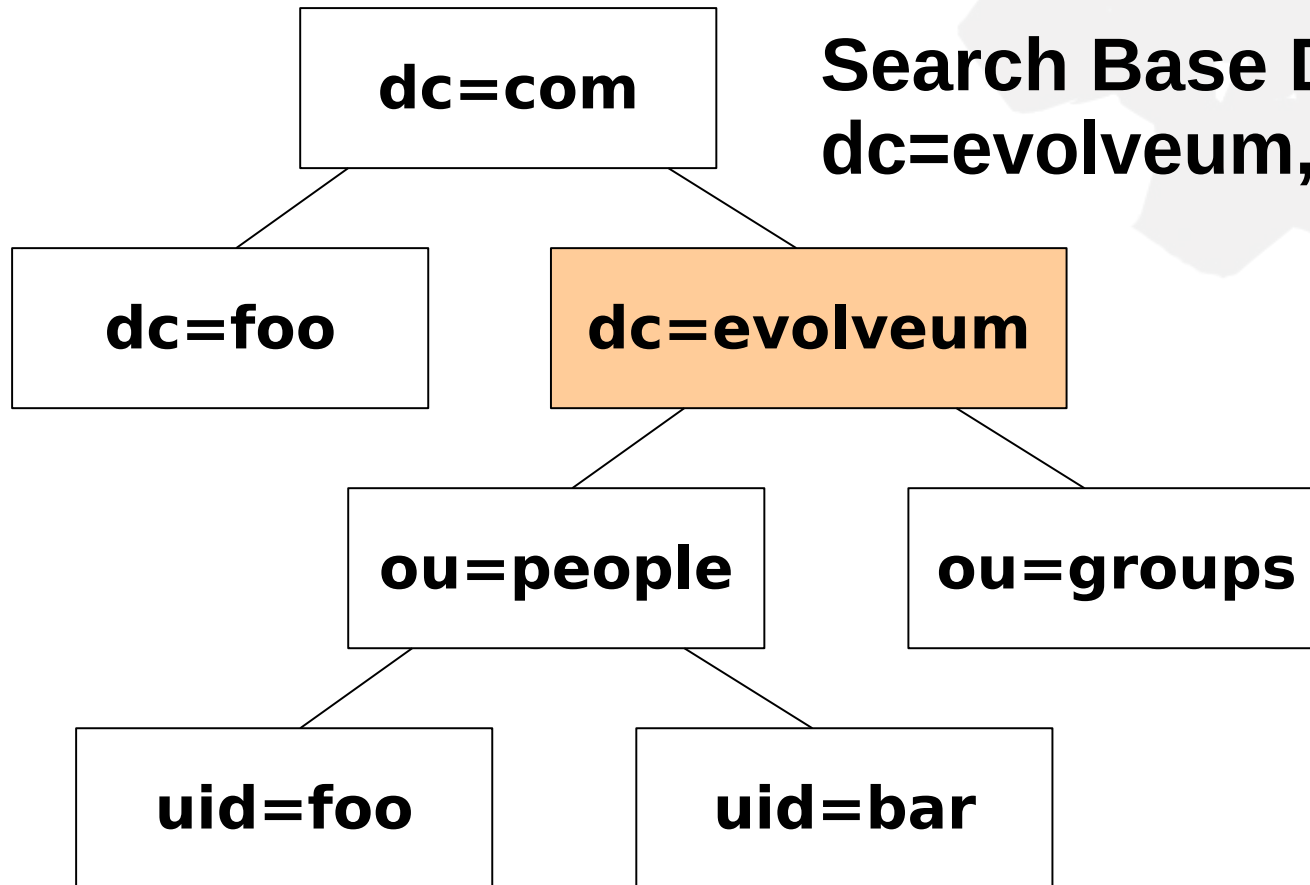 dc=com
Search Base
dc=evolveum,
dc=foo
dc=evolveum
ou=people
ou=groups
uid=foo
uid=bar